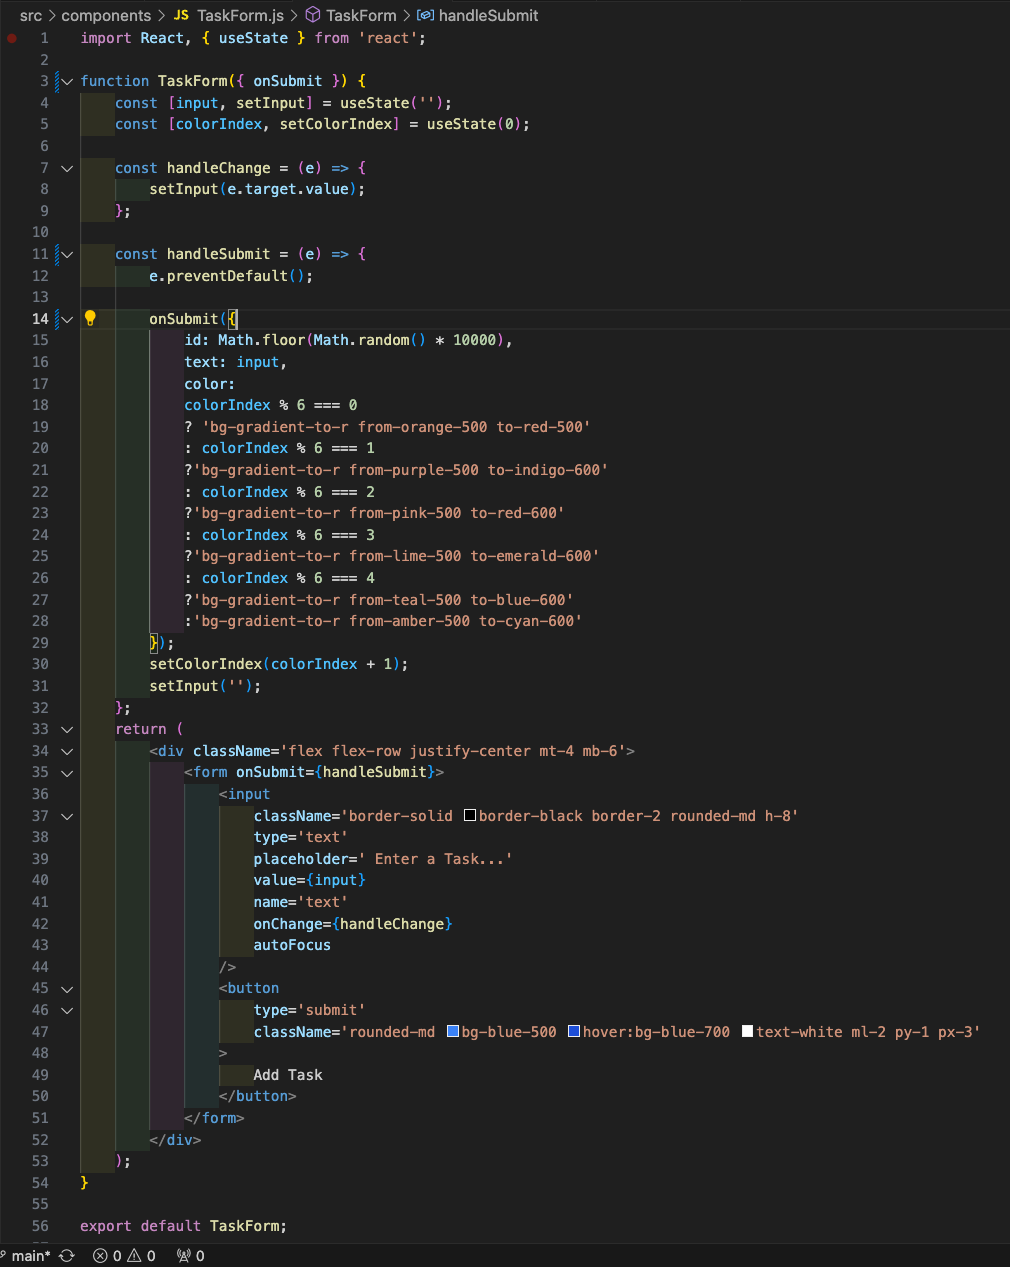 src > components > JS TaskForm.js > TaskForm > handleSubmit
1 import React, { useState } from 'react';
2
3 function TaskForm({ onSubmit }) {
4 const [input, setInput] = useState('');
5 const [colorIndex, setColorIndex] = useState(0);
6
7 const handleChange = (e) => {
8 setInput(e.target.value);
9 };
10
11 const handleSubmit = (e) => {
12 e.preventDefault();
13
14 onSubmit({
15 id: Math.floor(Math.random() * 10000),
16 text: input,
17 color:
18 colorIndex % 6 === 0
19 ? 'bg-gradient-to-r from-orange-500 to-red-500'
20 : colorIndex % 6 === 1
21 ?'bg-gradient-to-r from-purple-500 to-indigo-600'
22 : colorIndex % 6 === 2
23 ?'bg-gradient-to-r from-pink-500 to-red-600'
24 : colorIndex % 6 === 3
25 ?'bg-gradient-to-r from-lime-500 to-emerald-600'
26 : colorIndex % 6 === 4
27 ?'bg-gradient-to-r from-teal-500 to-blue-600'
28 :'bg-gradient-to-r from-amber-500 to-cyan-600'
29 });
30 setColorIndex(colorIndex + 1);
31 setInput('');
32 };
33 return (
34 <div className='flex flex-row justify-center mt-4 mb-6'>
35 <form onSubmit={handleSubmit}>
36 <input
37 className='border-solid border-black border-2 rounded-md h-8'
38 type='text'
39 placeholder=' Enter a Task...'
40 value={input}
41 name='text'
42 onChange={handleChange}
43 autoFocus
44 />
45 <button
46 type='submit'
47 className='rounded-md bg-blue-500 hover:bg-blue-700 text-white ml-2 py-1 px-3'
48 >
49 Add Task
50 </button>
51 </form>
52 </div>
53 );
54 }
55
56 export default TaskForm;
main* 0 0 0